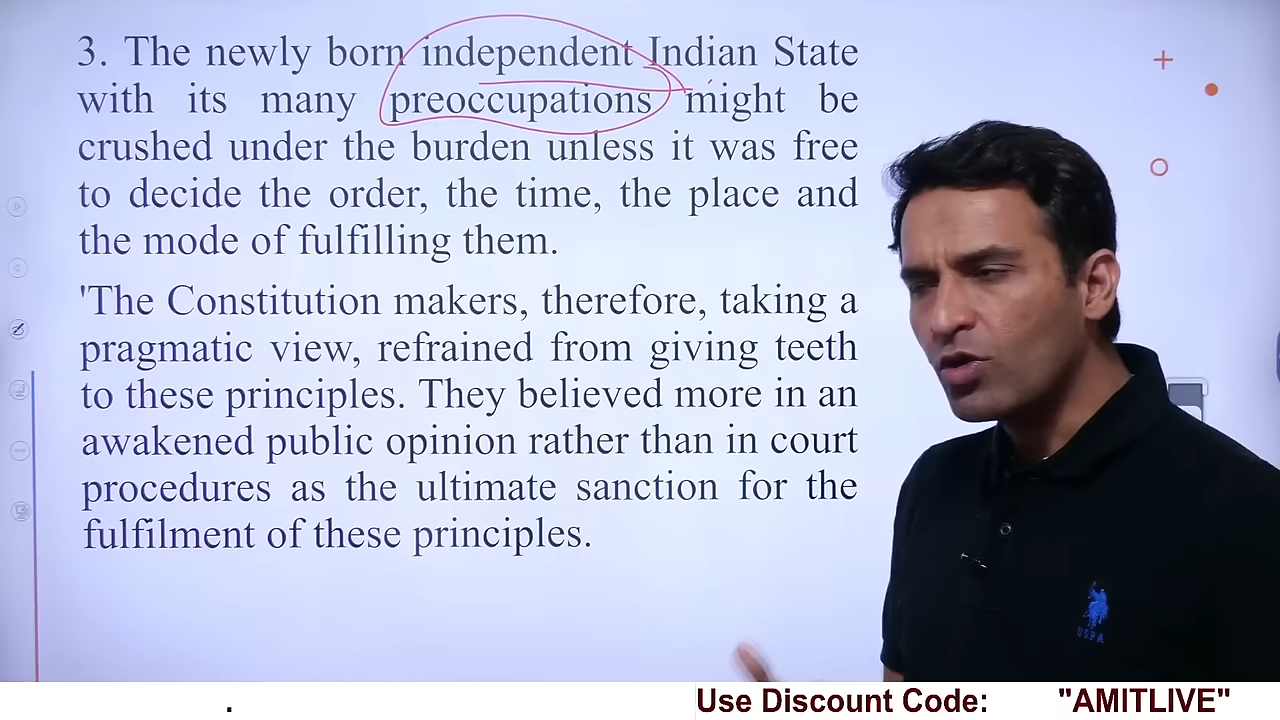 3. The newly born independent Indian State
with its many preoccupations might be
crushed under the burden unless it was free
to decide the order, the time, the place and
the mode of fulfilling them.
'The Constitution makers, therefore, taking a
pragmatic view, refrained from giving teeth
to these principles. They believed more in an
awakened public opinion rather than in court
procedures as the ultimate sanction for the
fulfilment of these principles.
USPA
. Use Discount Code: "AMITLIVE"